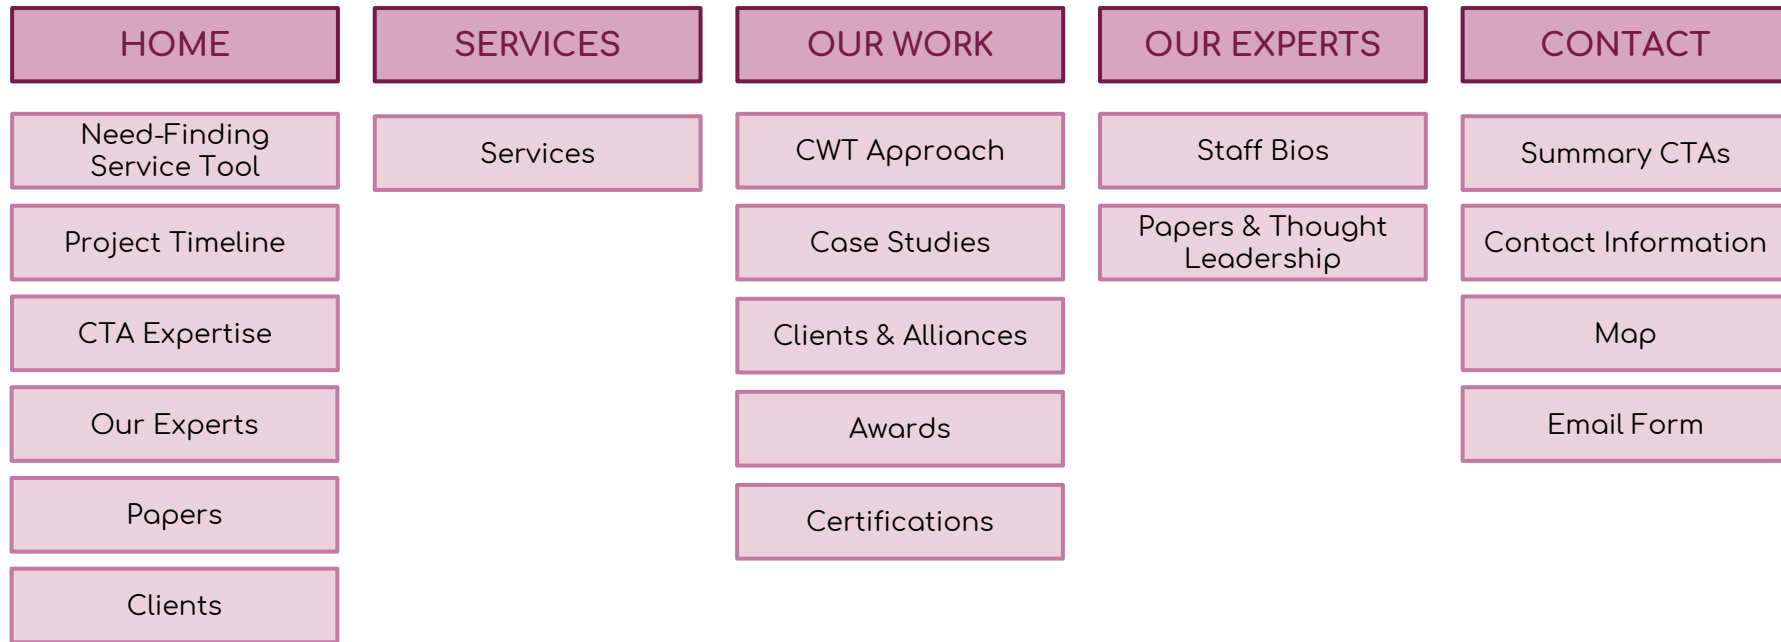 HOME
Need-Finding
Service Tool
Project Timeline
CTA Expertise
Our Experts
Papers
Clients
SERVICES
Services
OUR WORK
CWT Approach
Case Studies
Clients & Alliances
Awards
Certifications
OUR EXPERTS
Staff Bios
Papers & Thought
Leadership
CONTACT
Summary CTAs
Contact Information
Map
Email Form